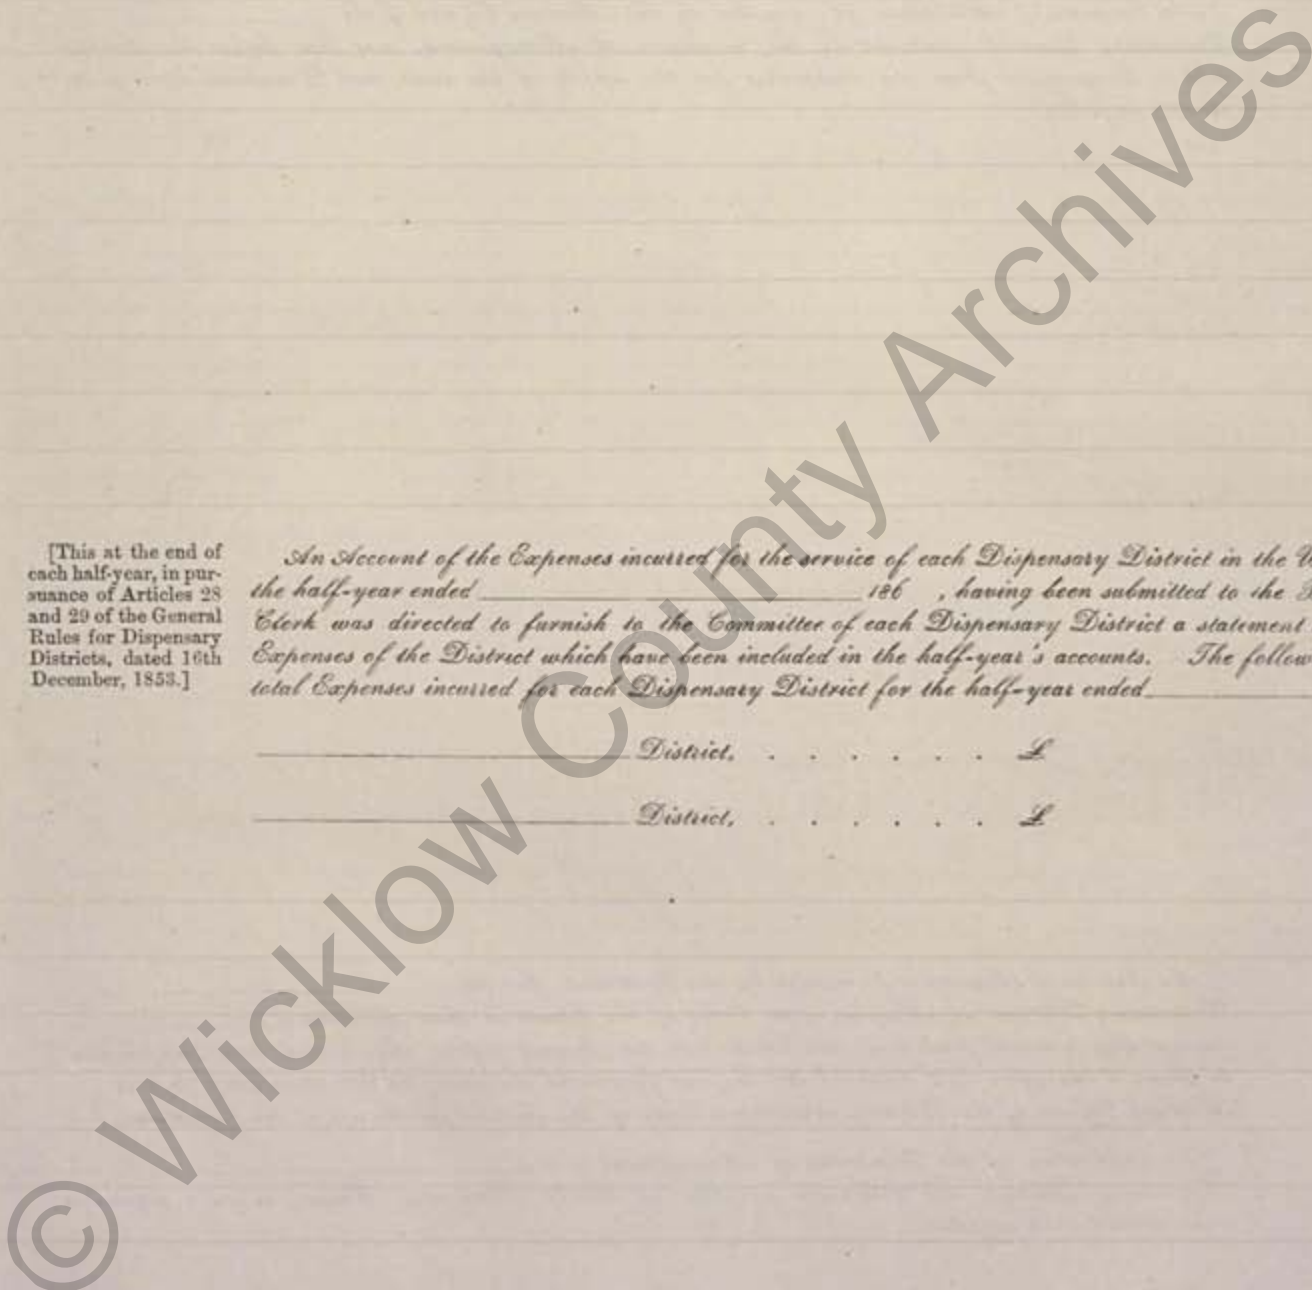 [This at the end of
each half-year, in pur-
suance of Articles 28
and 29 of the General
Rules for Dispensary
Districts, dated 16th
December, 1853.]
An Account of the Expenses incurred for the service of each Dispensary District in the
the half-year ended ____________ 186 , having been submitted to the
Clerk was directed to furnish to the Committee of each Dispensary District a statement
Expenses of the District which have been included in the half-year's accounts. The follow
total Expenses incurred for each Dispensary District for the half-year ended ____________
____________ District, . . . . . . £
____________ District, . . . . . . £
© Wicklow County Archives